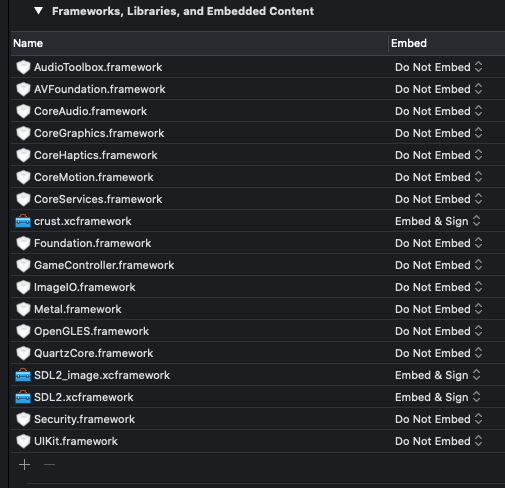 Frameworks, Libraries, and Embedded Content
Name Embed
AudioToolbox.framework Do Not Embed
AVFoundation.framework Do Not Embed
CoreAudio.framework Do Not Embed
CoreGraphics.framework Do Not Embed
CoreHaptics.framework Do Not Embed
CoreMotion.framework Do Not Embed
CoreServices.framework Do Not Embed
crust.xcframework Embed & Sign
Foundation.framework Do Not Embed
GameController.framework Do Not Embed
ImageIO.framework Do Not Embed
Metal.framework Do Not Embed
OpenGLES.framework Do Not Embed
QuartzCore.framework Do Not Embed
SDL2_image.xcframework Embed & Sign
SDL2.xcframework Embed & Sign
Security.framework Do Not Embed
UIKit.framework Do Not Embed